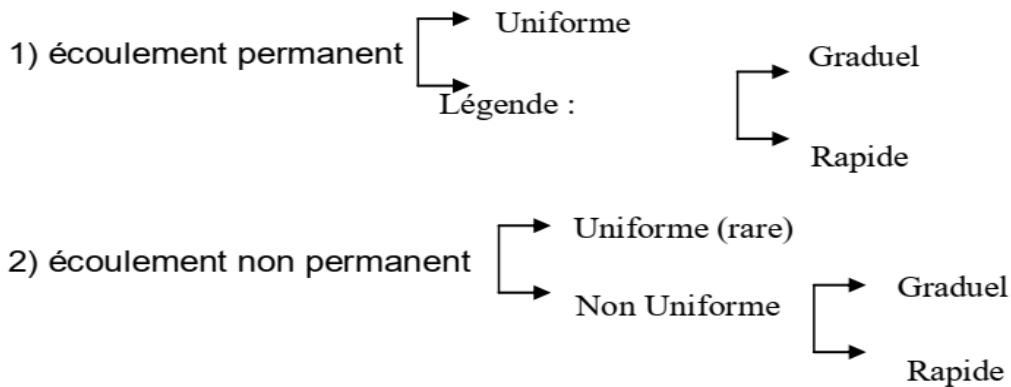 Uniforme
1) écoulement permanent
Graduel
Légende :
Rapide
Uniforme (rare)
2) écoulement non permanent
Graduel
Non Uniforme
Rapide